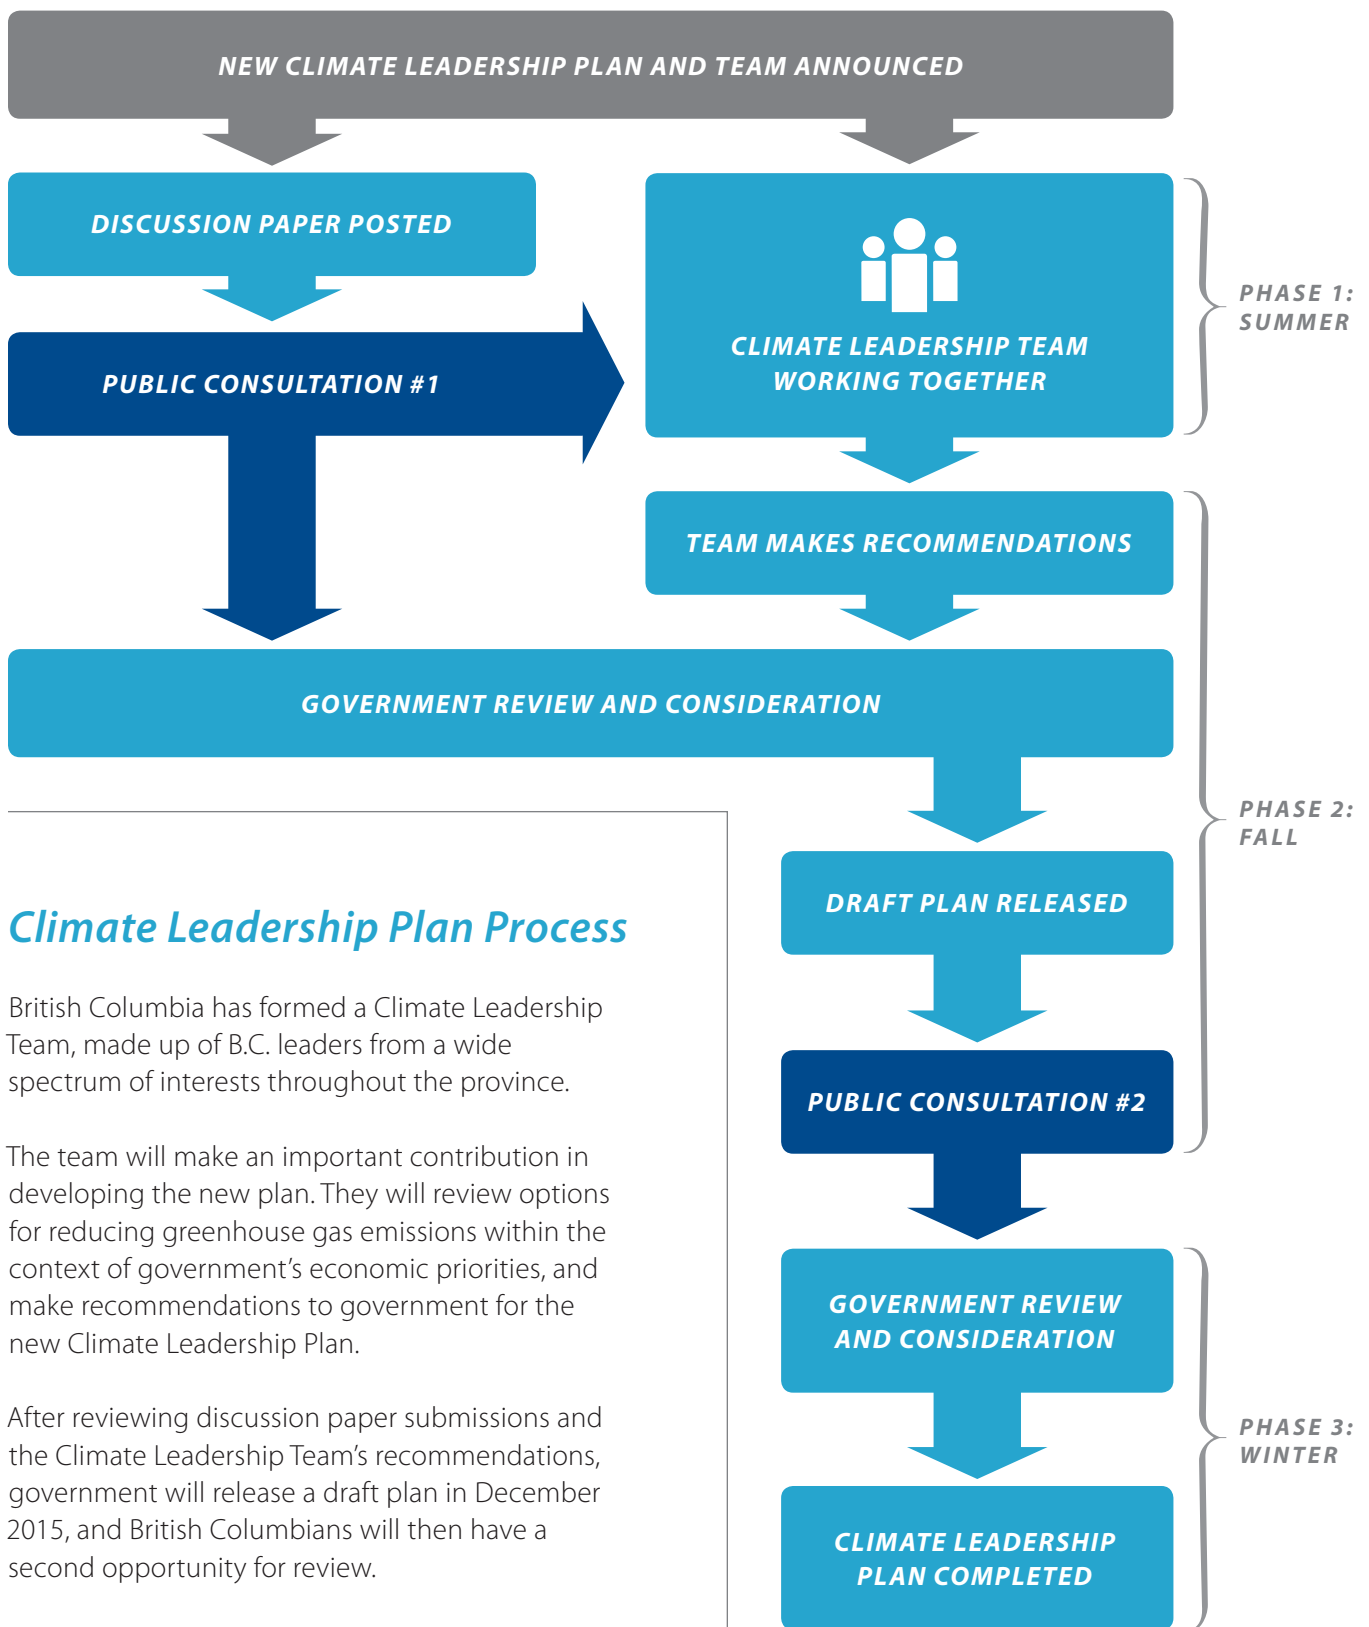 NEW CLIMATE LEADERSHIP PLAN AND TEAM ANNOUNCED
DISCUSSION PAPER POSTED
PUBLIC CONSULTATION #1
CLIMATE LEADERSHIP TEAM
WORKING TOGETHER
PHASE 1:
SUMMER
TEAM MAKES RECOMMENDATIONS
GOVERNMENT REVIEW AND CONSIDERATION
DRAFT PLAN RELEASED
PUBLIC CONSULTATION #2
PHASE 2:
FALL
GOVERNMENT REVIEW
AND CONSIDERATION
CLIMATE LEADERSHIP
PLAN COMPLETED
PHASE 3:
WINTER
Climate Leadership Plan Process
British Columbia has formed a Climate Leadership
Team, made up of B.C. leaders from a wide
spectrum of interests throughout the province.
The team will make an important contribution in
developing the new plan. They will review options
for reducing greenhouse gas emissions within the
context of government’s economic priorities, and
make recommendations to government for the
new Climate Leadership Plan.
After reviewing discussion paper submissions and
the Climate Leadership Team’s recommendations,
government will release a draft plan in December
2015, and British Columbians will then have a
second opportunity for review.